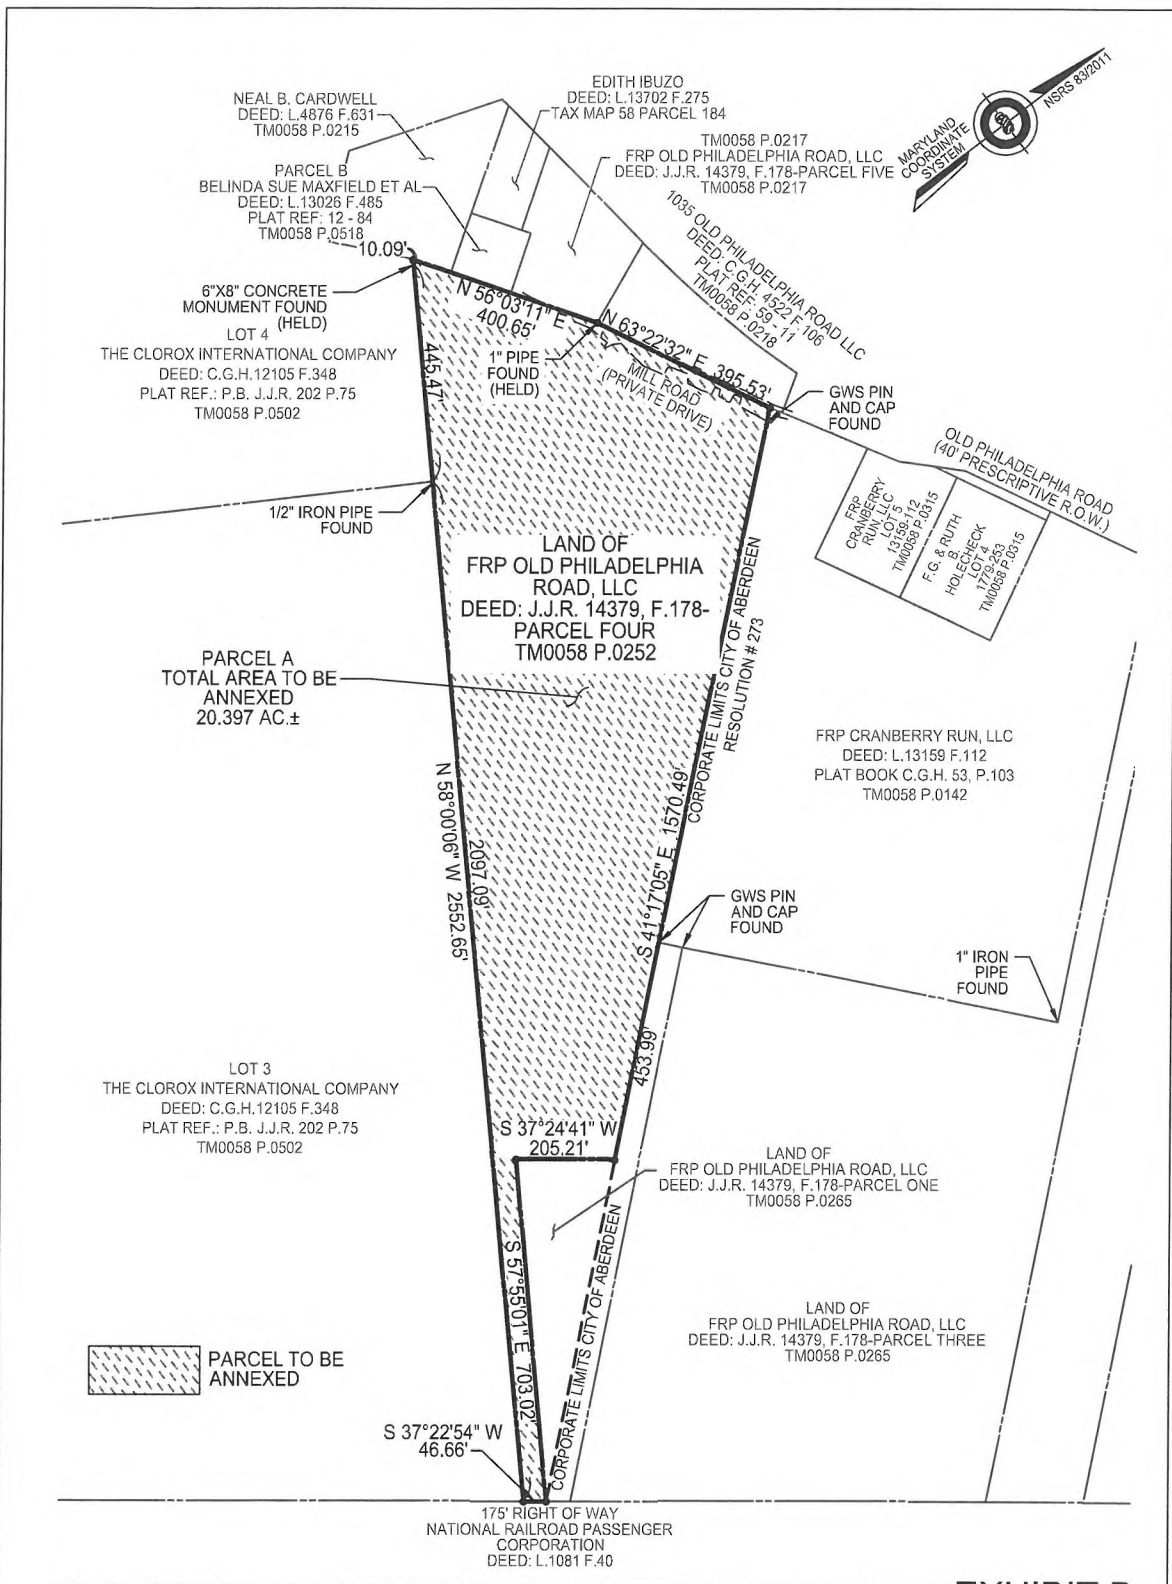 NEAL B. CARDWELL
DEED: L.4876 F.631
TM0058 P.0215
EDITH IBUZO
DEED: L.13702 F.275
TAX MAP 58 PARCEL 184
TM0058 P.0217
FRP OLD PHILADELPHIA ROAD, LLC
DEED: J.J.R. 14379, F.178-PARCEL FIVE
TM0058 P.0217
MARYLAND
COORDINATE
SYSTEM
NSRS 83/2011
PARCEL B
BELINDA SUE MAXFIELD ET AL
DEED: L.13026 F.485
PLAT REF: 12 - 84
TM0058 P.0518
10.09'
1035 OLD PHILADELPHIA ROAD LLC
DEED: C.G.H. 4522 F.106
PLAT REF: 59 - 11
TM0058 P.0218
6"X8" CONCRETE
MONUMENT FOUND
(HELD)
N 56°03'11" E
400.65'
N 63°22'32" E 395.53'
1" PIPE
FOUND
(HELD)
MILL ROAD
(PRIVATE DRIVE)
GWS PIN
AND CAP
FOUND
LOT 4
THE CLOROX INTERNATIONAL COMPANY
DEED: C.G.H.12105 F.348
PLAT REF.: P.B. J.J.R. 202 P.75
TM0058 P.0502
445.47'
OLD PHILADELPHIA ROAD
(40' PRESCRIPTIVE R.O.W.)
FRP
CRANBERRY
RUN, LLC
LOT 5
13159-112
TM0058 P.0315
F.G. & RUTH
B.
HOLECHECK
LOT 4
1779-253
TM0058 P.0315
1/2" IRON PIPE
FOUND
LAND OF
FRP OLD PHILADELPHIA
ROAD, LLC
DEED: J.J.R. 14379, F.178-
PARCEL FOUR
TM0058 P.0252
CORPORATE LIMITS CITY OF ABERDEEN
RESOLUTION # 273
PARCEL A
TOTAL AREA TO BE
ANNEXED
20.397 AC.±
FRP CRANBERRY RUN, LLC
DEED: L.13159 F.112
PLAT BOOK C.G.H. 53, P.103
TM0058 P.0142
N 58°00'06" W 2552.65'
2097.09'
S 41°17'05" E 1570.49'
GWS PIN
AND CAP
FOUND
1" IRON
PIPE
FOUND
453.99'
LOT 3
THE CLOROX INTERNATIONAL COMPANY
DEED: C.G.H.12105 F.348
PLAT REF.: P.B. J.J.R. 202 P.75
TM0058 P.0502
S 37°24'41" W
205.21'
LAND OF
FRP OLD PHILADELPHIA ROAD, LLC
DEED: J.J.R. 14379, F.178-PARCEL ONE
TM0058 P.0265
S 57°55'01" E 703.02'
CORPORATE LIMITS CITY OF ABERDEEN
LAND OF
FRP OLD PHILADELPHIA ROAD, LLC
DEED: J.J.R. 14379, F.178-PARCEL THREE
TM0058 P.0265
PARCEL TO BE
ANNEXED
S 37°22'54" W
46.66'
175' RIGHT OF WAY
NATIONAL RAILROAD PASSENGER
CORPORATION
DEED: L.1081 F.40